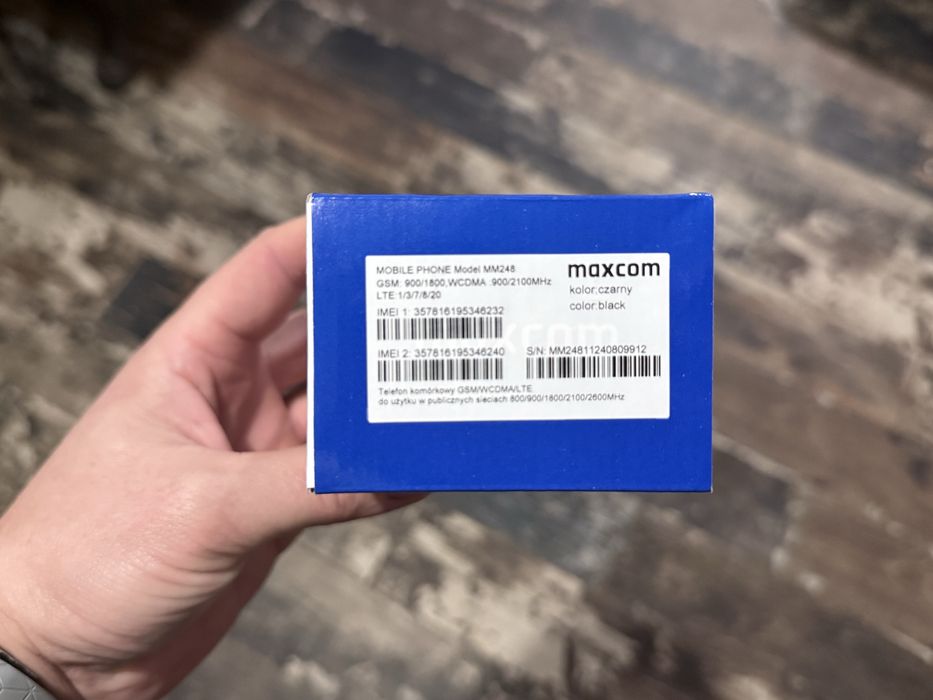 MOBILE PHONE Model MM248
maxcom
GSM: 900/1800,WCDMA :900/2100MHz
kolor:czarny
LTE:1/3/7/8/20
color:black
IMEI 1: 357816195346232
IMEI 2: 357816195346240
S/N: MM24811240809912
Telefon komórkowy GSM/WCDMA/LTE
do użytku w publicznych sieciach 800/900/1800/2100/2600MHz